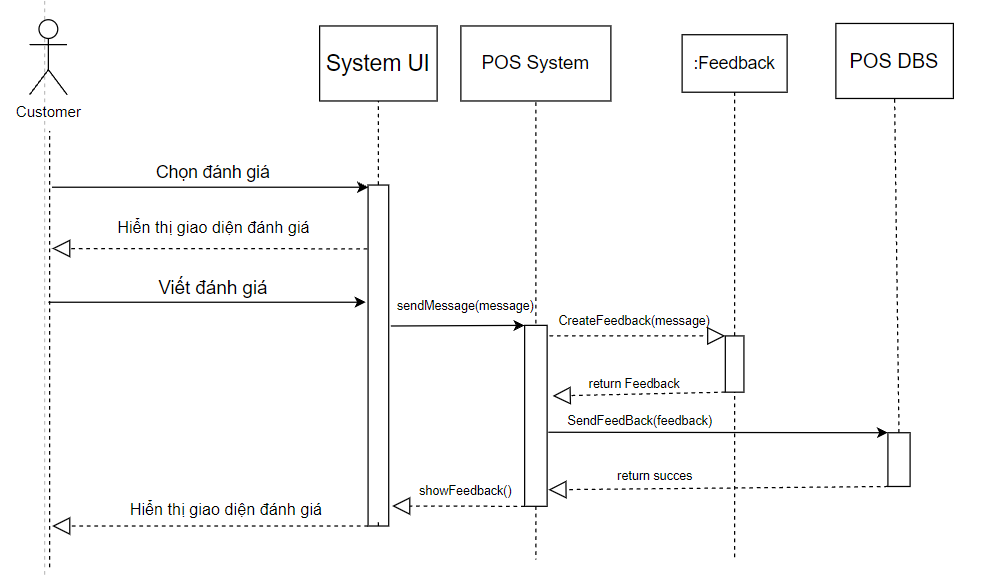 System UI
POS System
:Feedback
POS DBS
Customer
Chọn đánh giá
Hiển thị giao diện đánh giá
Viết đánh giá
sendMessage(message)
CreateFeedback(message)
return Feedback
SendFeedBack(feedback)
return succes
showFeedback()
Hiển thị giao diện đánh giá